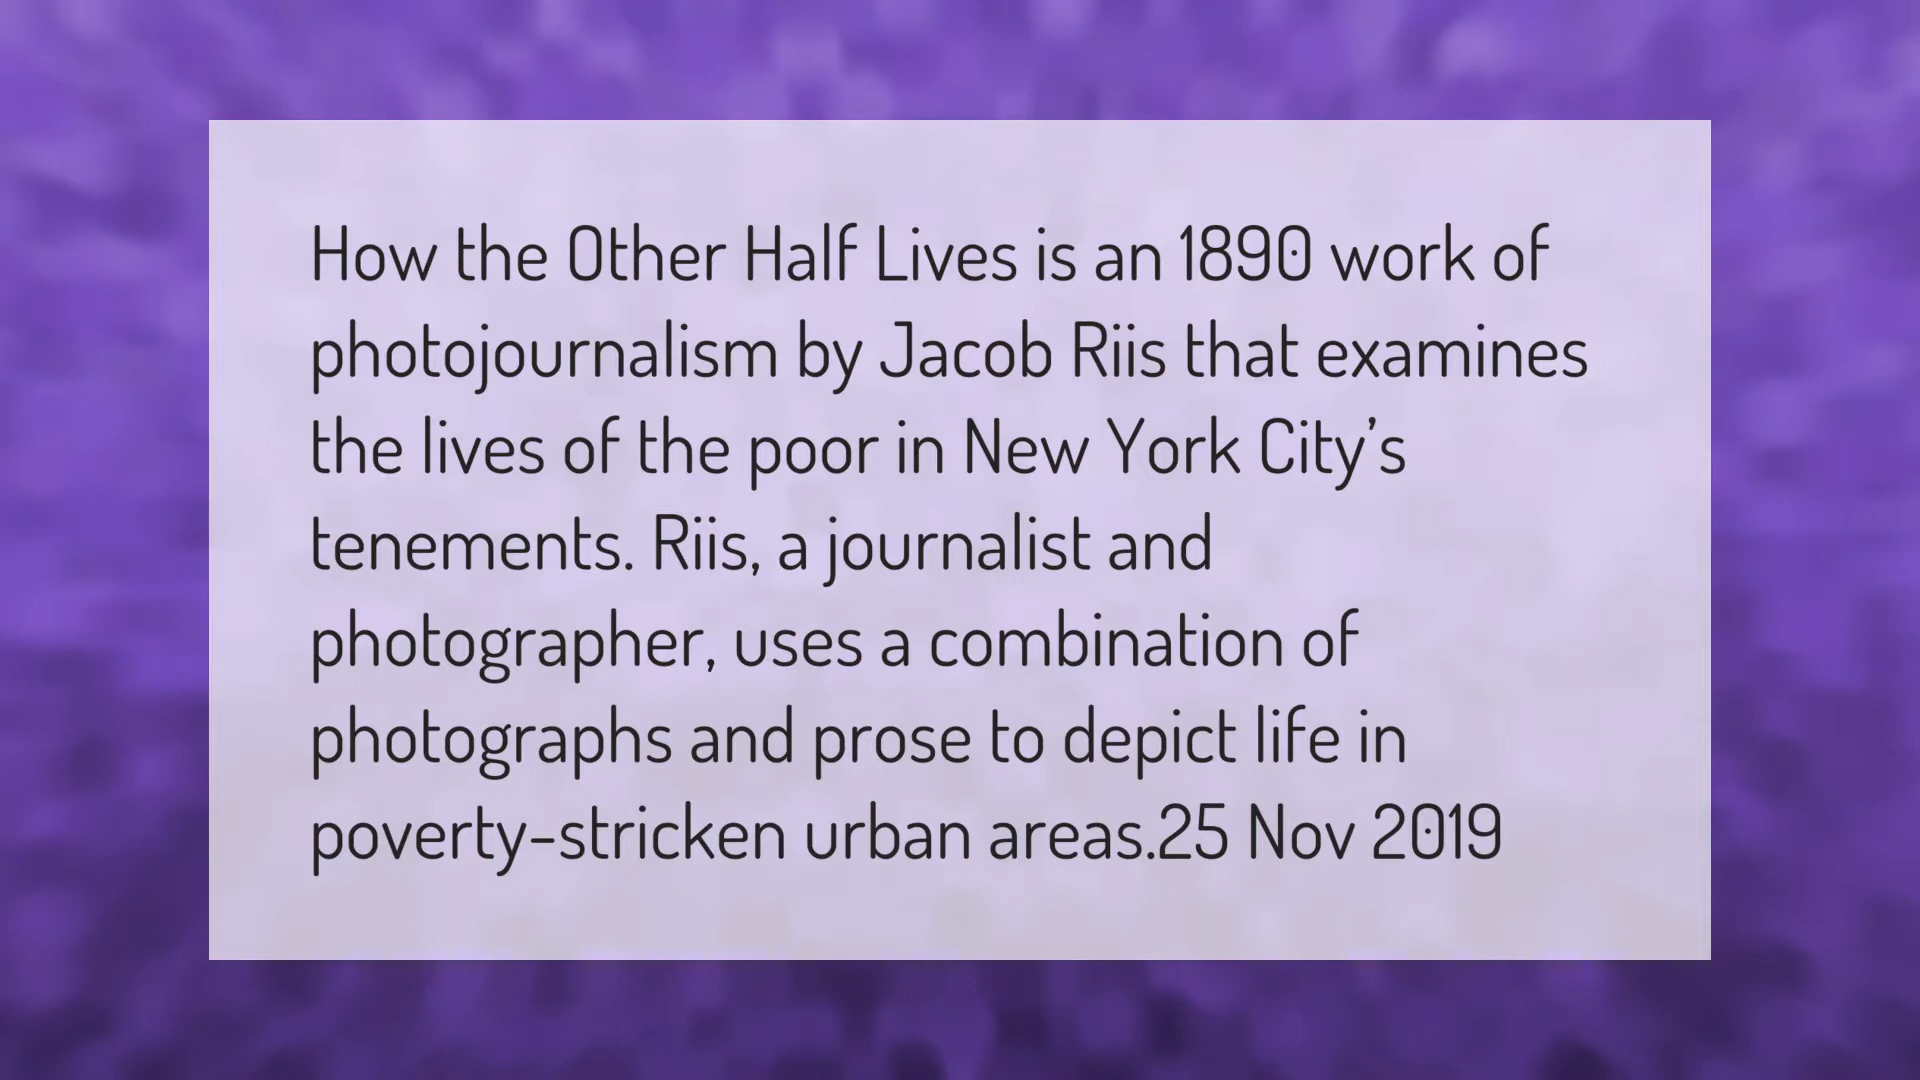 How the Other Half Lives is an 1890 work of
photojournalism by Jacob Riis that examines
the lives of the poor in New York City’s
tenements. Riis, a journalist and
photographer, uses a combination of
photographs and prose to depict life in
poverty-stricken urban areas.25 Nov 2019